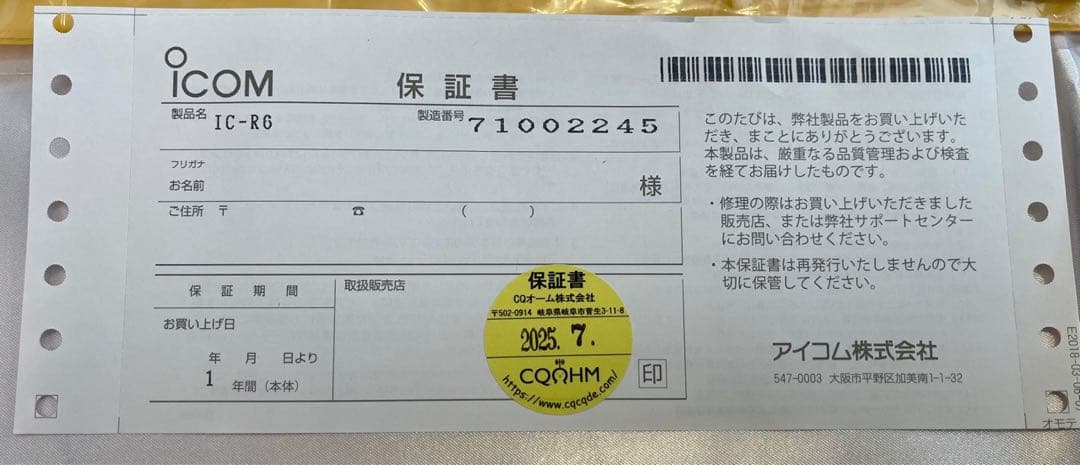 ICOM
保証書
製品名 IC-R6
製造番号 71002245
フリガナ
お名前
様
ご住所 〒 ☎ ( )
保証期間
お買い上げ日
年 月 日より
1 年間(本体)
取扱販売店
保証書
CQオーム株式会社
〒502-0914 岐阜県岐阜市菅生3-11-8
2025. 7.
CQOHM
https://www.cqcqde.com/
印
このたびは、弊社製品をお買い上げいた
だき、まことにありがとうございます。
本製品は、厳重なる品質管理および検査
を経てお届けしたものです。
・修理の際はお買い上げいただきました
販売店、または弊社サポートセンター
にお問い合わせください。
・本保証書は再発行いたしませんので大
切に保管してください。
アイコム株式会社
547-0003 大阪市平野区加美南1-1-32
オモテ